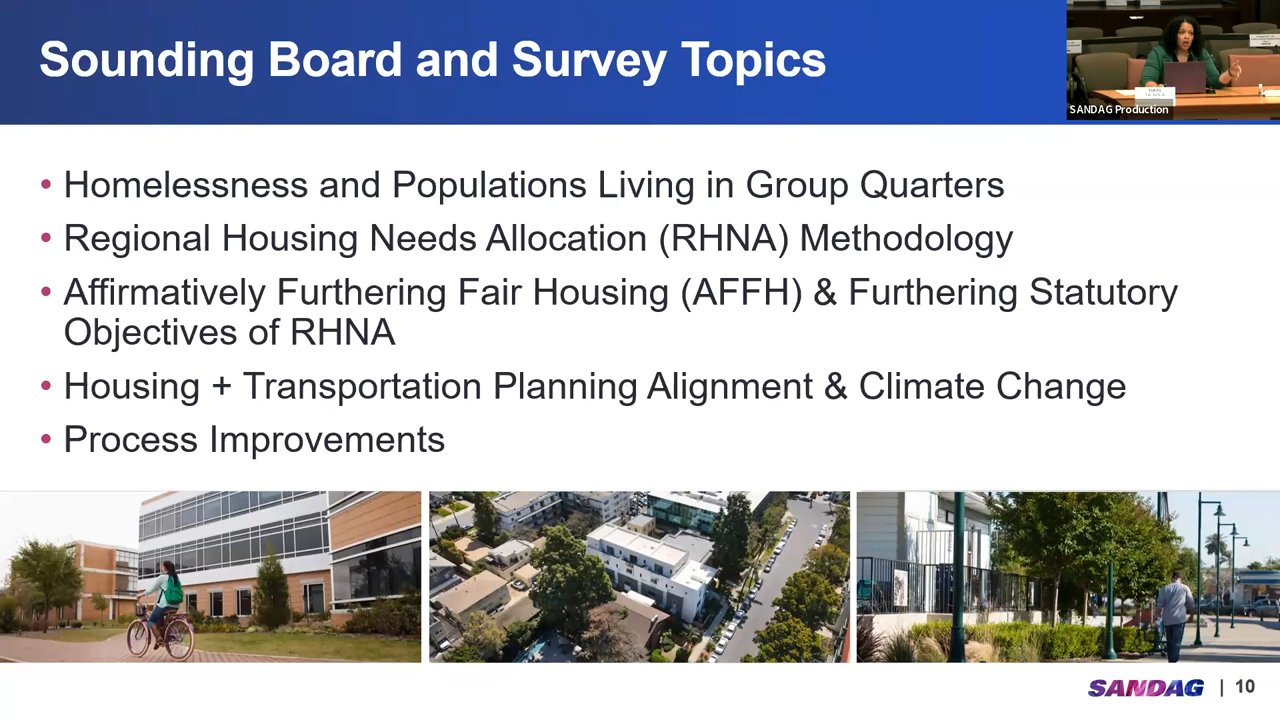 Sounding Board and Survey Topics
SANDAG Production
• Homelessness and Populations Living in Group Quarters
• Regional Housing Needs Allocation (RHNA) Methodology
• Affirmatively Furthering Fair Housing (AFFH) & Furthering Statutory
Objectives of RHNA
• Housing + Transportation Planning Alignment & Climate Change
• Process Improvements
SANDAG | 10